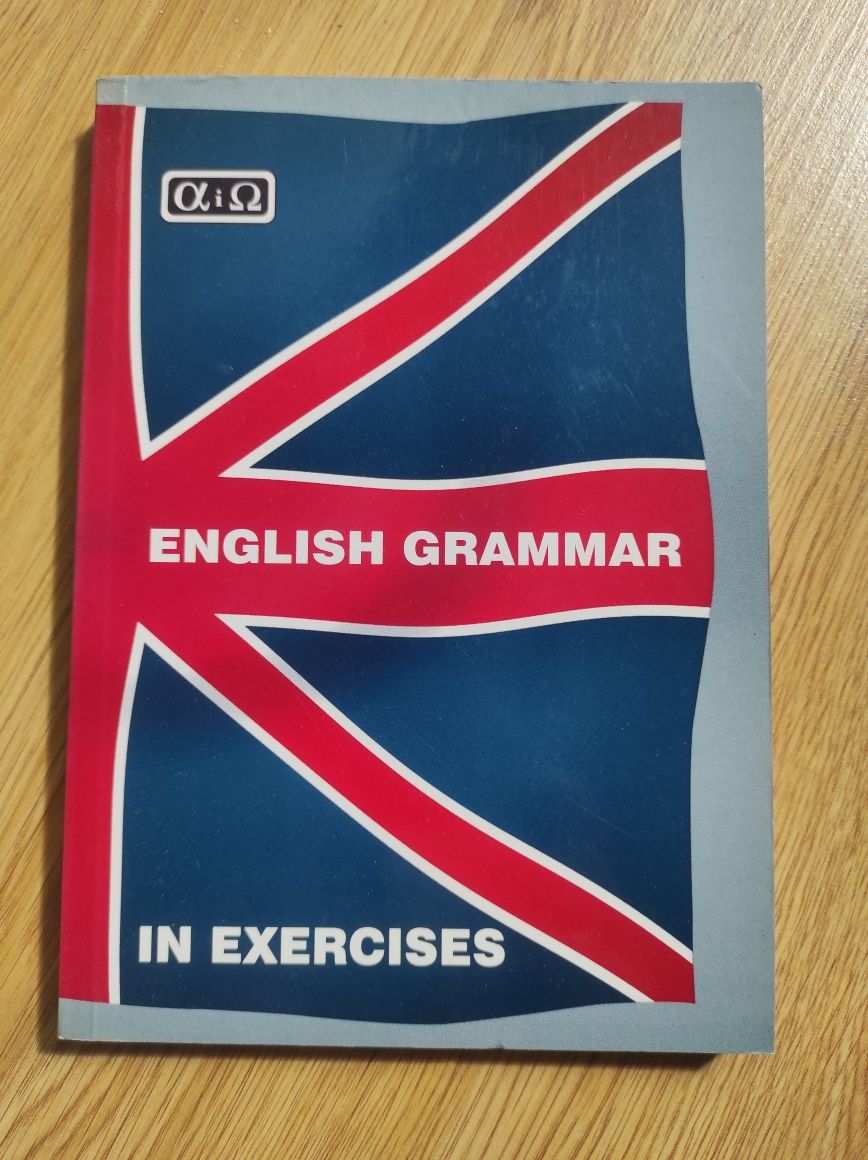 α i Ω
ENGLISH GRAMMAR
IN EXERCISES